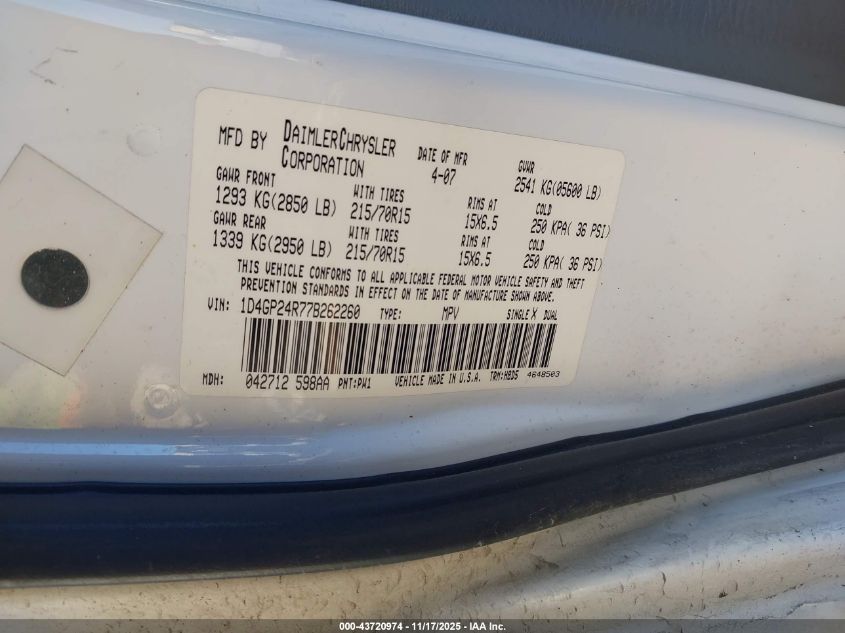 MFD BY DAIMLERCHRYSLER CORPORATION
DATE OF MFR 4-07
GVWR 2541 KG(05600 LB)
GAWR FRONT 1293 KG(2850 LB) WITH TIRES 215/70R15 RIMS AT 15X6.5 COLD 250 KPA( 36 PSI)
GAWR REAR 1339 KG(2950 LB) WITH TIRES 215/70R15 RIMS AT 15X6.5 COLD 250 KPA( 36 PSI)
THIS VEHICLE CONFORMS TO ALL APPLICABLE FEDERAL MOTOR VEHICLE SAFETY AND THEFT
PREVENTION STANDARDS IN EFFECT ON THE DATE OF MANUFACTURE SHOWN ABOVE.
VIN: 1D4GP24R77B262260 TYPE: MPV SINGLE X DUAL
MDH: 042712 598AA PNT:PW1 VEHICLE MADE IN U.S.A. TRM:HBD5 4648503
000-43720974 - 11/17/2025 - IAA Inc.